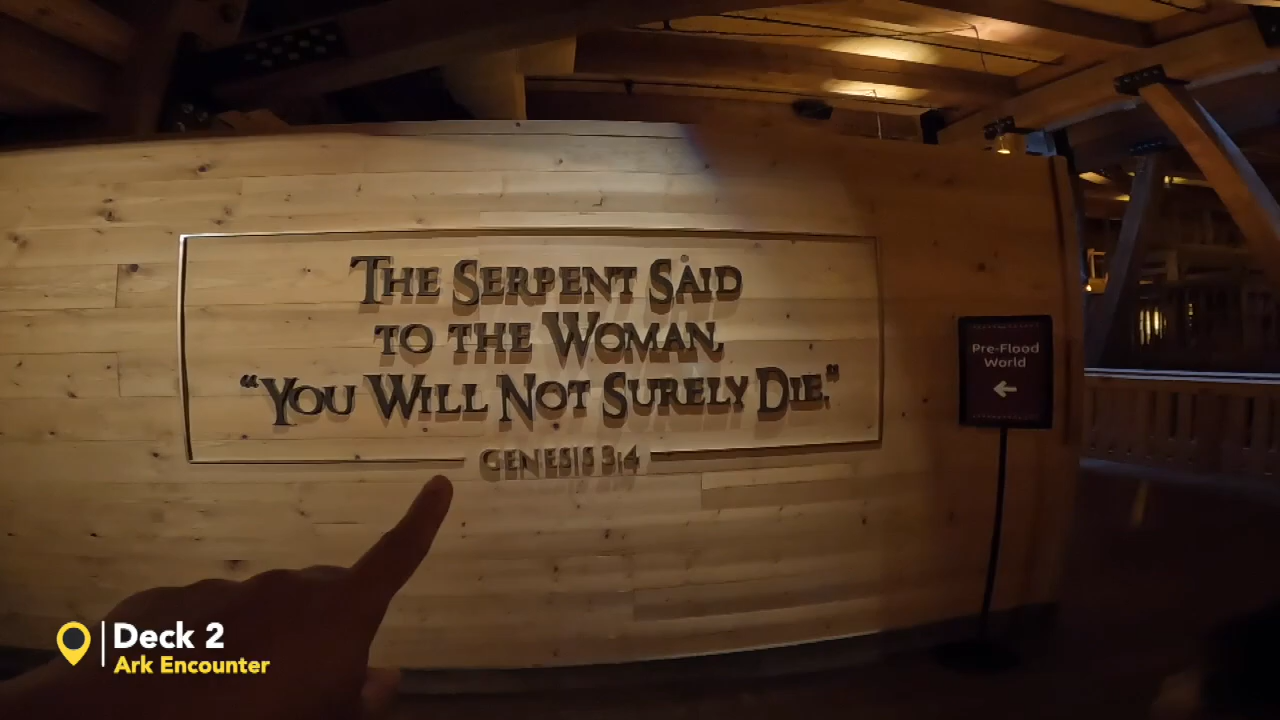 The Serpent Said
to the Woman,
“You Will Not Surely Die.”
Genesis 3:4
Pre-Flood
World
Deck 2
Ark Encounter